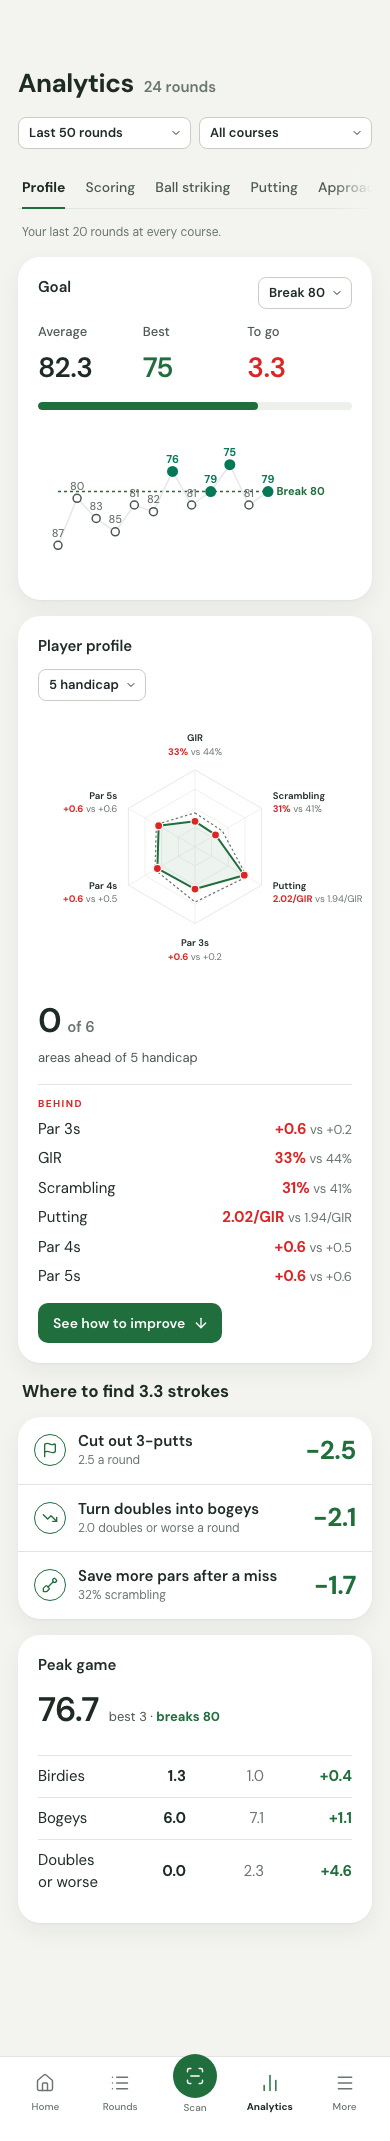 Analytics 24 rounds
Last 50 rounds All courses
Profile Scoring Ball striking Putting
Your last 20 rounds at every course.
Goal Break 80
Average Best To go
82.3 75 3.3
87 80 83 85 81 82 76 81 79 75 81 79 Break 80
Player profile
5 handicap
GIR
33% vs 44%
Par 5s Scrambling
+0.6 vs +0.6 31% vs 41%
Par 4s Putting
+0.6 vs +0.5 2.02/GIR vs 1.94/GIR
Par 3s
+0.6 vs +0.2
0 of 6
areas ahead of 5 handicap
BEHIND
Par 3s +0.6 vs +0.2
GIR 33% vs 44%
Scrambling 31% vs 41%
Putting 2.02/GIR vs 1.94/GIR
Par 4s +0.6 vs +0.5
Par 5s +0.6 vs +0.6
See how to improve ↓
Where to find 3.3 strokes
Cut out 3-putts −2.5
2.5 a round
Turn doubles into bogeys −2.1
2.0 doubles or worse a round
Save more pars after a miss −1.7
32% scrambling
Peak game
76.7 best 3 · breaks 80
Birdies 1.3 1.0 +0.4
Bogeys 6.0 7.1 +1.1
Doubles
or worse 0.0 2.3 +4.6
Home Rounds Scan Analytics More